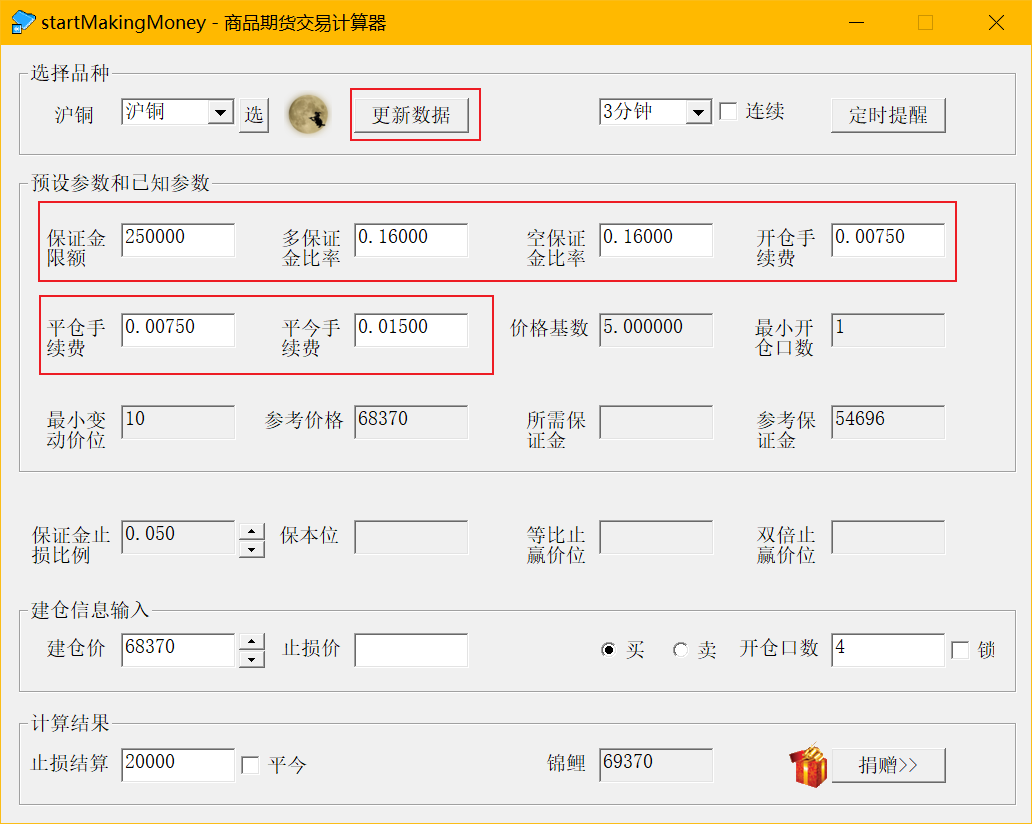 startMakingMoney - 商品期货交易计算器
选择品种
沪铜 沪铜 选 更新数据 3分钟 连续 定时提醒
预设参数和已知参数
保证金
限额
250000
多保证
金比率
0.16000
空保证
金比率
0.16000
开仓手
续费
0.00750
平仓手
续费
0.00750
平今手
续费
0.01500
价格基数 5.000000
最小开
仓口数
1
最小变
动价位
10
参考价格 68370
所需保
证金
参考保
证金
54696
保证金止
损比例
0.050
保本位
等比止
赢价位
双倍止
赢价位
建仓信息输入
建仓价 68370 止损价 买 卖 开仓口数 4 锁
计算结果
止损结算 20000 平今 锦鲤 69370 捐赠>>